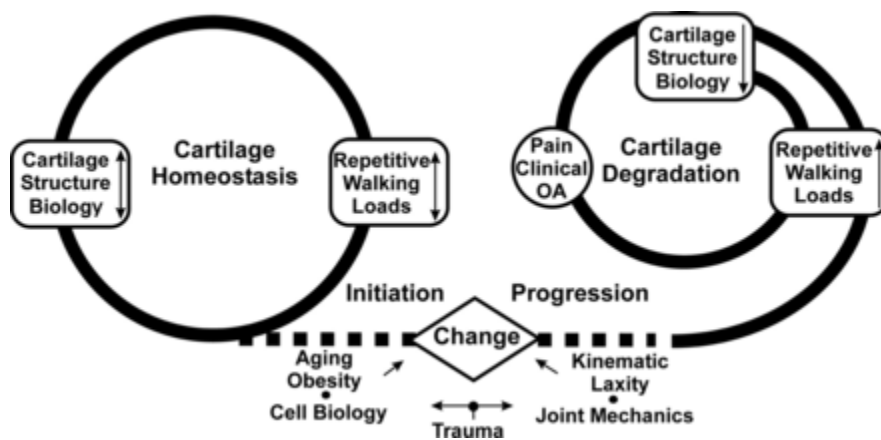 Cartilage
Structure
Biology
Cartilage
Homeostasis
Repetitive
Walking
Loads
Cartilage
Structure
Biology
Pain
Clinical
OA
Cartilage
Degradation
Repetitive
Walking
Loads
Initiation
Change
Progression
Aging
Obesity
Cell Biology
Trauma
Kinematic
Laxity
Joint Mechanics